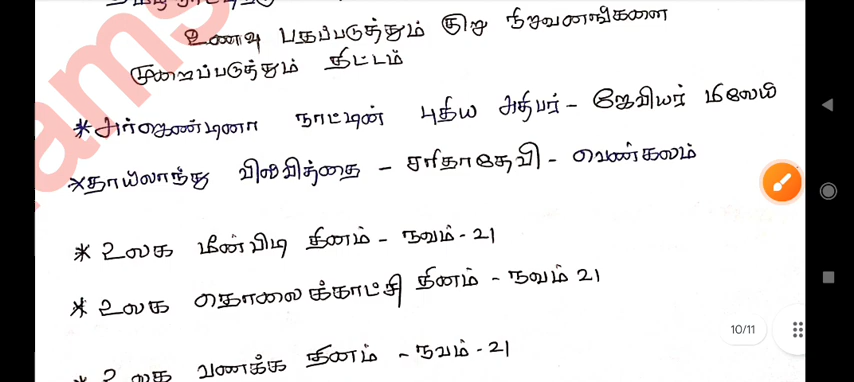 உணவு பதப்படுத்தும் குறு நிறுவனங்களை
முறைப்படுத்தும் திட்டம்
* அர்ஜெண்டினா நாட்டின் புதிய அதிபர் - ஜேவியர் மிலேயி
* தாய்லாந்து வில்வித்தை - சரிதாதேவி - வெண்கலம்
* உலக மீன்பிடி தினம் - நவம் - 21
* உலக தொலைக்காட்சி தினம் - நவம் 21
10/11
* உலக வணக்க தினம் - நவம் - 21
ams